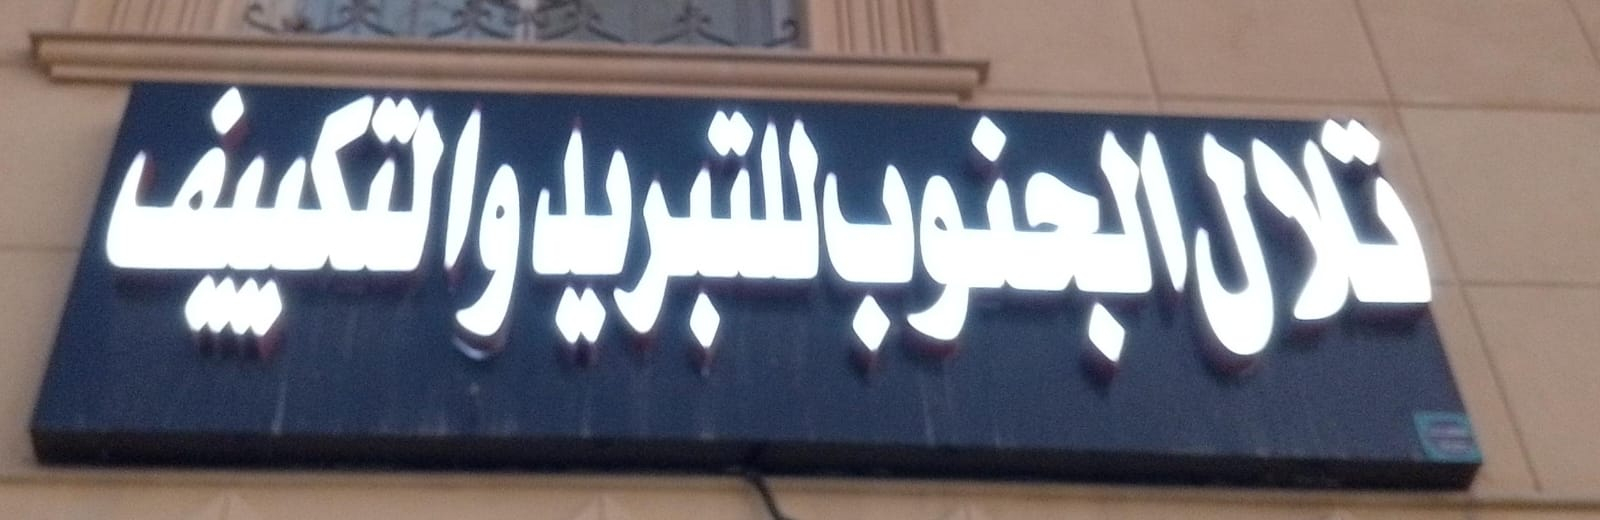 تلال الجنوب للتبريد والتكييف